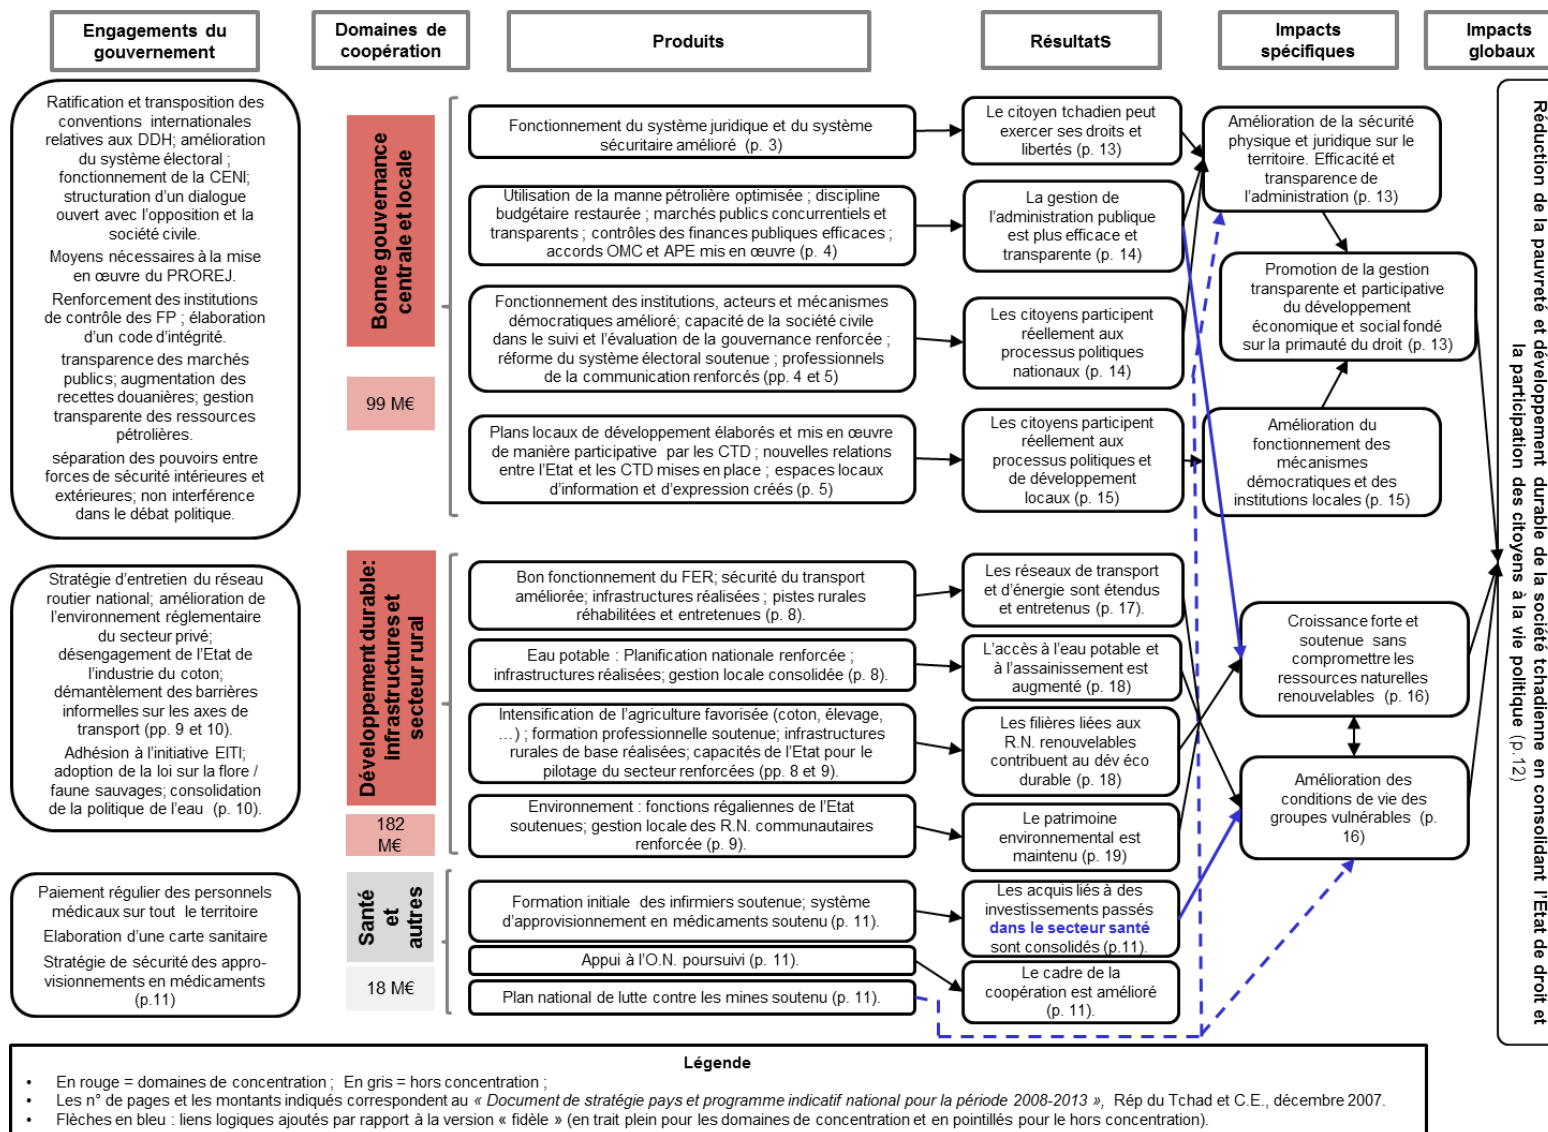 Engagements du
gouvernement
Domaines de
coopération
Produits
Résultats
Impacts
spécifiques
Impacts
globaux
Ratification et transposition des
conventions internationales
relatives aux DDH; amélioration
du système électoral ;
fonctionnement de la CENI;
structuration d'un dialogue
ouvert avec l'opposition et la
société civile.
Moyens nécessaires à la mise
en œuvre du PROREJ.
Renforcement des institutions
de contrôle des FP ; élaboration
d'un code d'intégrité.
transparence des marchés
publics; augmentation des
recettes douanières; gestion
transparente des ressources
pétrolières.
séparation des pouvoirs entre
forces de sécurité intérieures et
extérieures; non interférence
dans le débat politique.
Bonne gouvernance
centrale et locale
99 M€
Fonctionnement du système juridique et du système
sécuritaire amélioré (p. 3)
Utilisation de la manne pétrolière optimisée ; discipline
budgétaire restaurée ; marchés publics concurrentiels et
transparents ; contrôles des finances publiques efficaces ;
accords OMC et APE mis en œuvre (p. 4)
Fonctionnement des institutions, acteurs et mécanismes
démocratiques amélioré; capacité de la société civile
dans le suivi et l'évaluation de la gouvernance renforcée ;
réforme du système électoral soutenue ; professionnels
de la communication renforcés (pp. 4 et 5)
Plans locaux de développement élaborés et mis en œuvre
de manière participative par les CTD ; nouvelles relations
entre l'Etat et les CTD mises en place ; espaces locaux
d'information et d'expression créés (p. 5)
Le citoyen tchadien peut
exercer ses droits et
libertés (p. 13)
La gestion de
l'administration publique
est plus efficace et
transparente (p. 14)
Les citoyens participent
réellement aux
processus politiques
nationaux (p. 14)
Les citoyens participent
réellement aux
processus politiques et
de développement
locaux (p. 15)
Amélioration de la sécurité
physique et juridique sur le
territoire. Efficacité et
transparence de
l'administration (p. 13)
Promotion de la gestion
transparente et participative
du développement
économique et social fondé
sur la primauté du droit (p. 13)
Amélioration du
fonctionnement des
mécanismes
démocratiques et des
institutions locales (p. 15)
Réduction de la pauvreté et développement durable de la société tchadienne en consolidant l'Etat de droit et
la participation des citoyens à la vie politique (p.12)
Stratégie d'entretien du réseau
routier national; amélioration de
l'environnement réglementaire
du secteur privé;
désengagement de l'Etat de
l'industrie du coton;
démantèlement des barrières
informelles sur les axes de
transport (pp. 9 et 10).
Adhésion à l'initiative EITI;
adoption de la loi sur la flore /
faune sauvages; consolidation
de la politique de l'eau (p. 10).
Développement durable:
infrastructures et
secteur rural
182
M€
Bon fonctionnement du FER; sécurité du transport
améliorée; infrastructures réalisées ; pistes rurales
réhabilitées et entretenues (p. 8).
Eau potable : Planification nationale renforcée ;
infrastructures réalisées; gestion locale consolidée (p. 8).
Intensification de l'agriculture favorisée (coton, élevage,
…) ; formation professionnelle soutenue; infrastructures
rurales de base réalisées; capacités de l'Etat pour le
pilotage du secteur renforcées (pp. 8 et 9).
Environnement : fonctions régaliennes de l'Etat
soutenues; gestion locale des R.N. communautaires
renforcée (p. 9).
Les réseaux de transport
et d'énergie sont étendus
et entretenus (p. 17).
L'accès à l'eau potable et
à l'assainissement est
augmenté (p. 18)
Les filières liées aux
R.N. renouvelables
contribuent au dév éco
durable (p. 18)
Le patrimoine
environnemental est
maintenu (p. 19)
Croissance forte et
soutenue sans
compromettre les
ressources naturelles
renouvelables (p. 16)
Amélioration des
conditions de vie des
groupes vulnérables (p.
16)
Paiement régulier des personnels
médicaux sur tout le territoire
Elaboration d'une carte sanitaire
Stratégie de sécurité des appro-
visionnements en médicaments
(p.11)
Santé
et
autres
18 M€
Formation initiale des infirmiers soutenue; système
d'approvisionnement en médicaments soutenu (p. 11).
Appui à l'O.N. poursuivi (p. 11).
Plan national de lutte contre les mines soutenu (p. 11).
Les acquis liés à des
investissements passés
dans le secteur santé
sont consolidés (p.11).
Le cadre de la
coopération est amélioré
(p. 11).
Légende
• En rouge = domaines de concentration ; En gris = hors concentration ;
• Les n° de pages et les montants indiqués correspondent au « Document de stratégie pays et programme indicatif national pour la période 2008-2013 », Rép du Tchad et C.E., décembre 2007.
• Flèches en bleu : liens logiques ajoutés par rapport à la version « fidèle » (en trait plein pour les domaines de concentration et en pointillés pour le hors concentration).